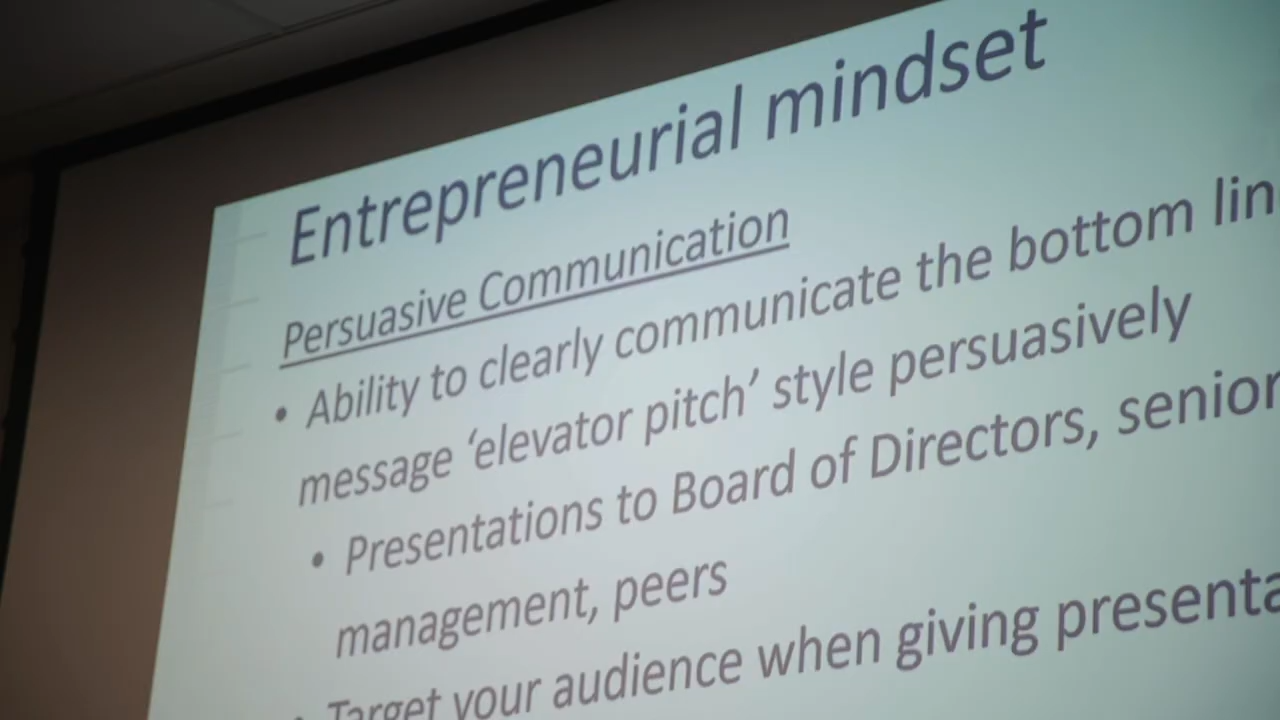 Entrepreneurial mindset
Persuasive Communication
• Ability to clearly communicate the bottom lin
message ‘elevator pitch’ style persuasively
• Presentations to Board of Directors, senior
management, peers
• Target your audience when giving presenta